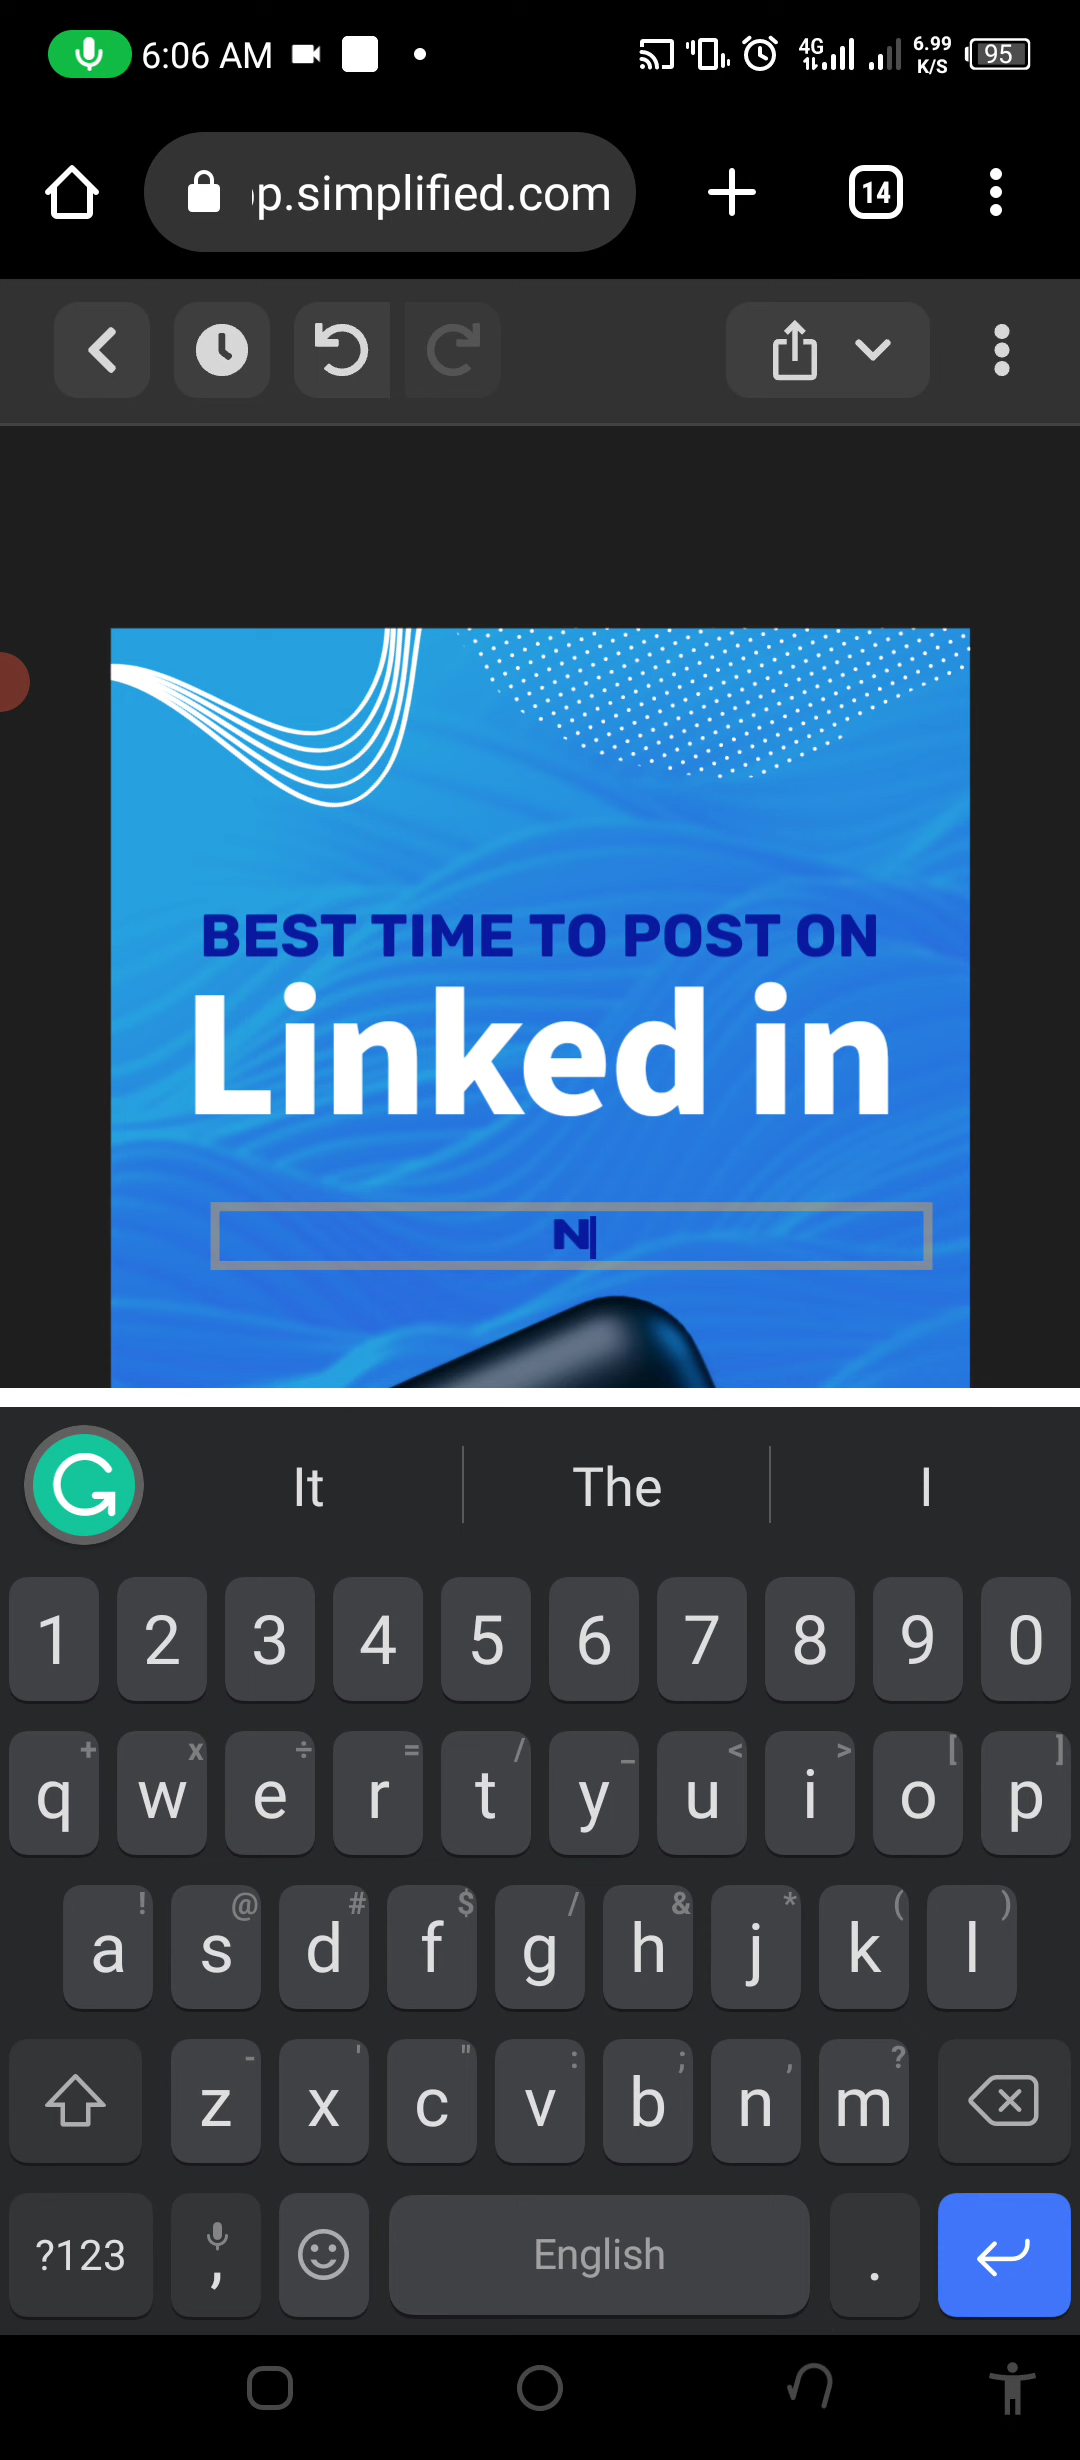 6:06 AM 4G 6.99 K/S 95
p.simplified.com 14
BEST TIME TO POST ON
Linked in
N
It The I
1 2 3 4 5 6 7 8 9 0
+ x ÷ = / _ < > [ ]
q w e r t y u i o p
! @ # $ / & * ( )
a s d f g h j k l
- ' " : ; , ?
z x c v b n m
?123 , English .